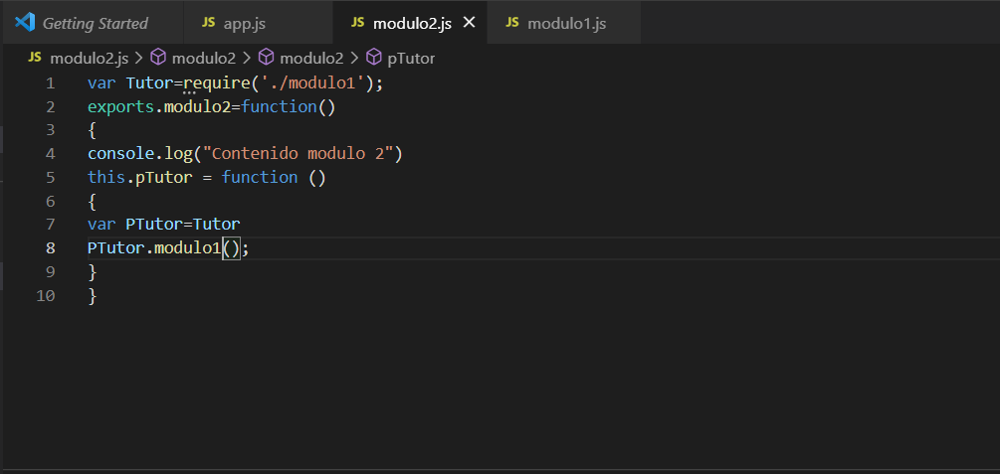 Getting Started JS app.js JS modulo2.js JS modulo1.js
JS modulo2.js > modulo2 > modulo2 > pTutor
1 var Tutor=require('./modulo1');
2 exports.modulo2=function()
3 {
4 console.log("Contenido modulo 2")
5 this.pTutor = function ()
6 {
7 var PTutor=Tutor
8 PTutor.modulo1();
9 }
10 }